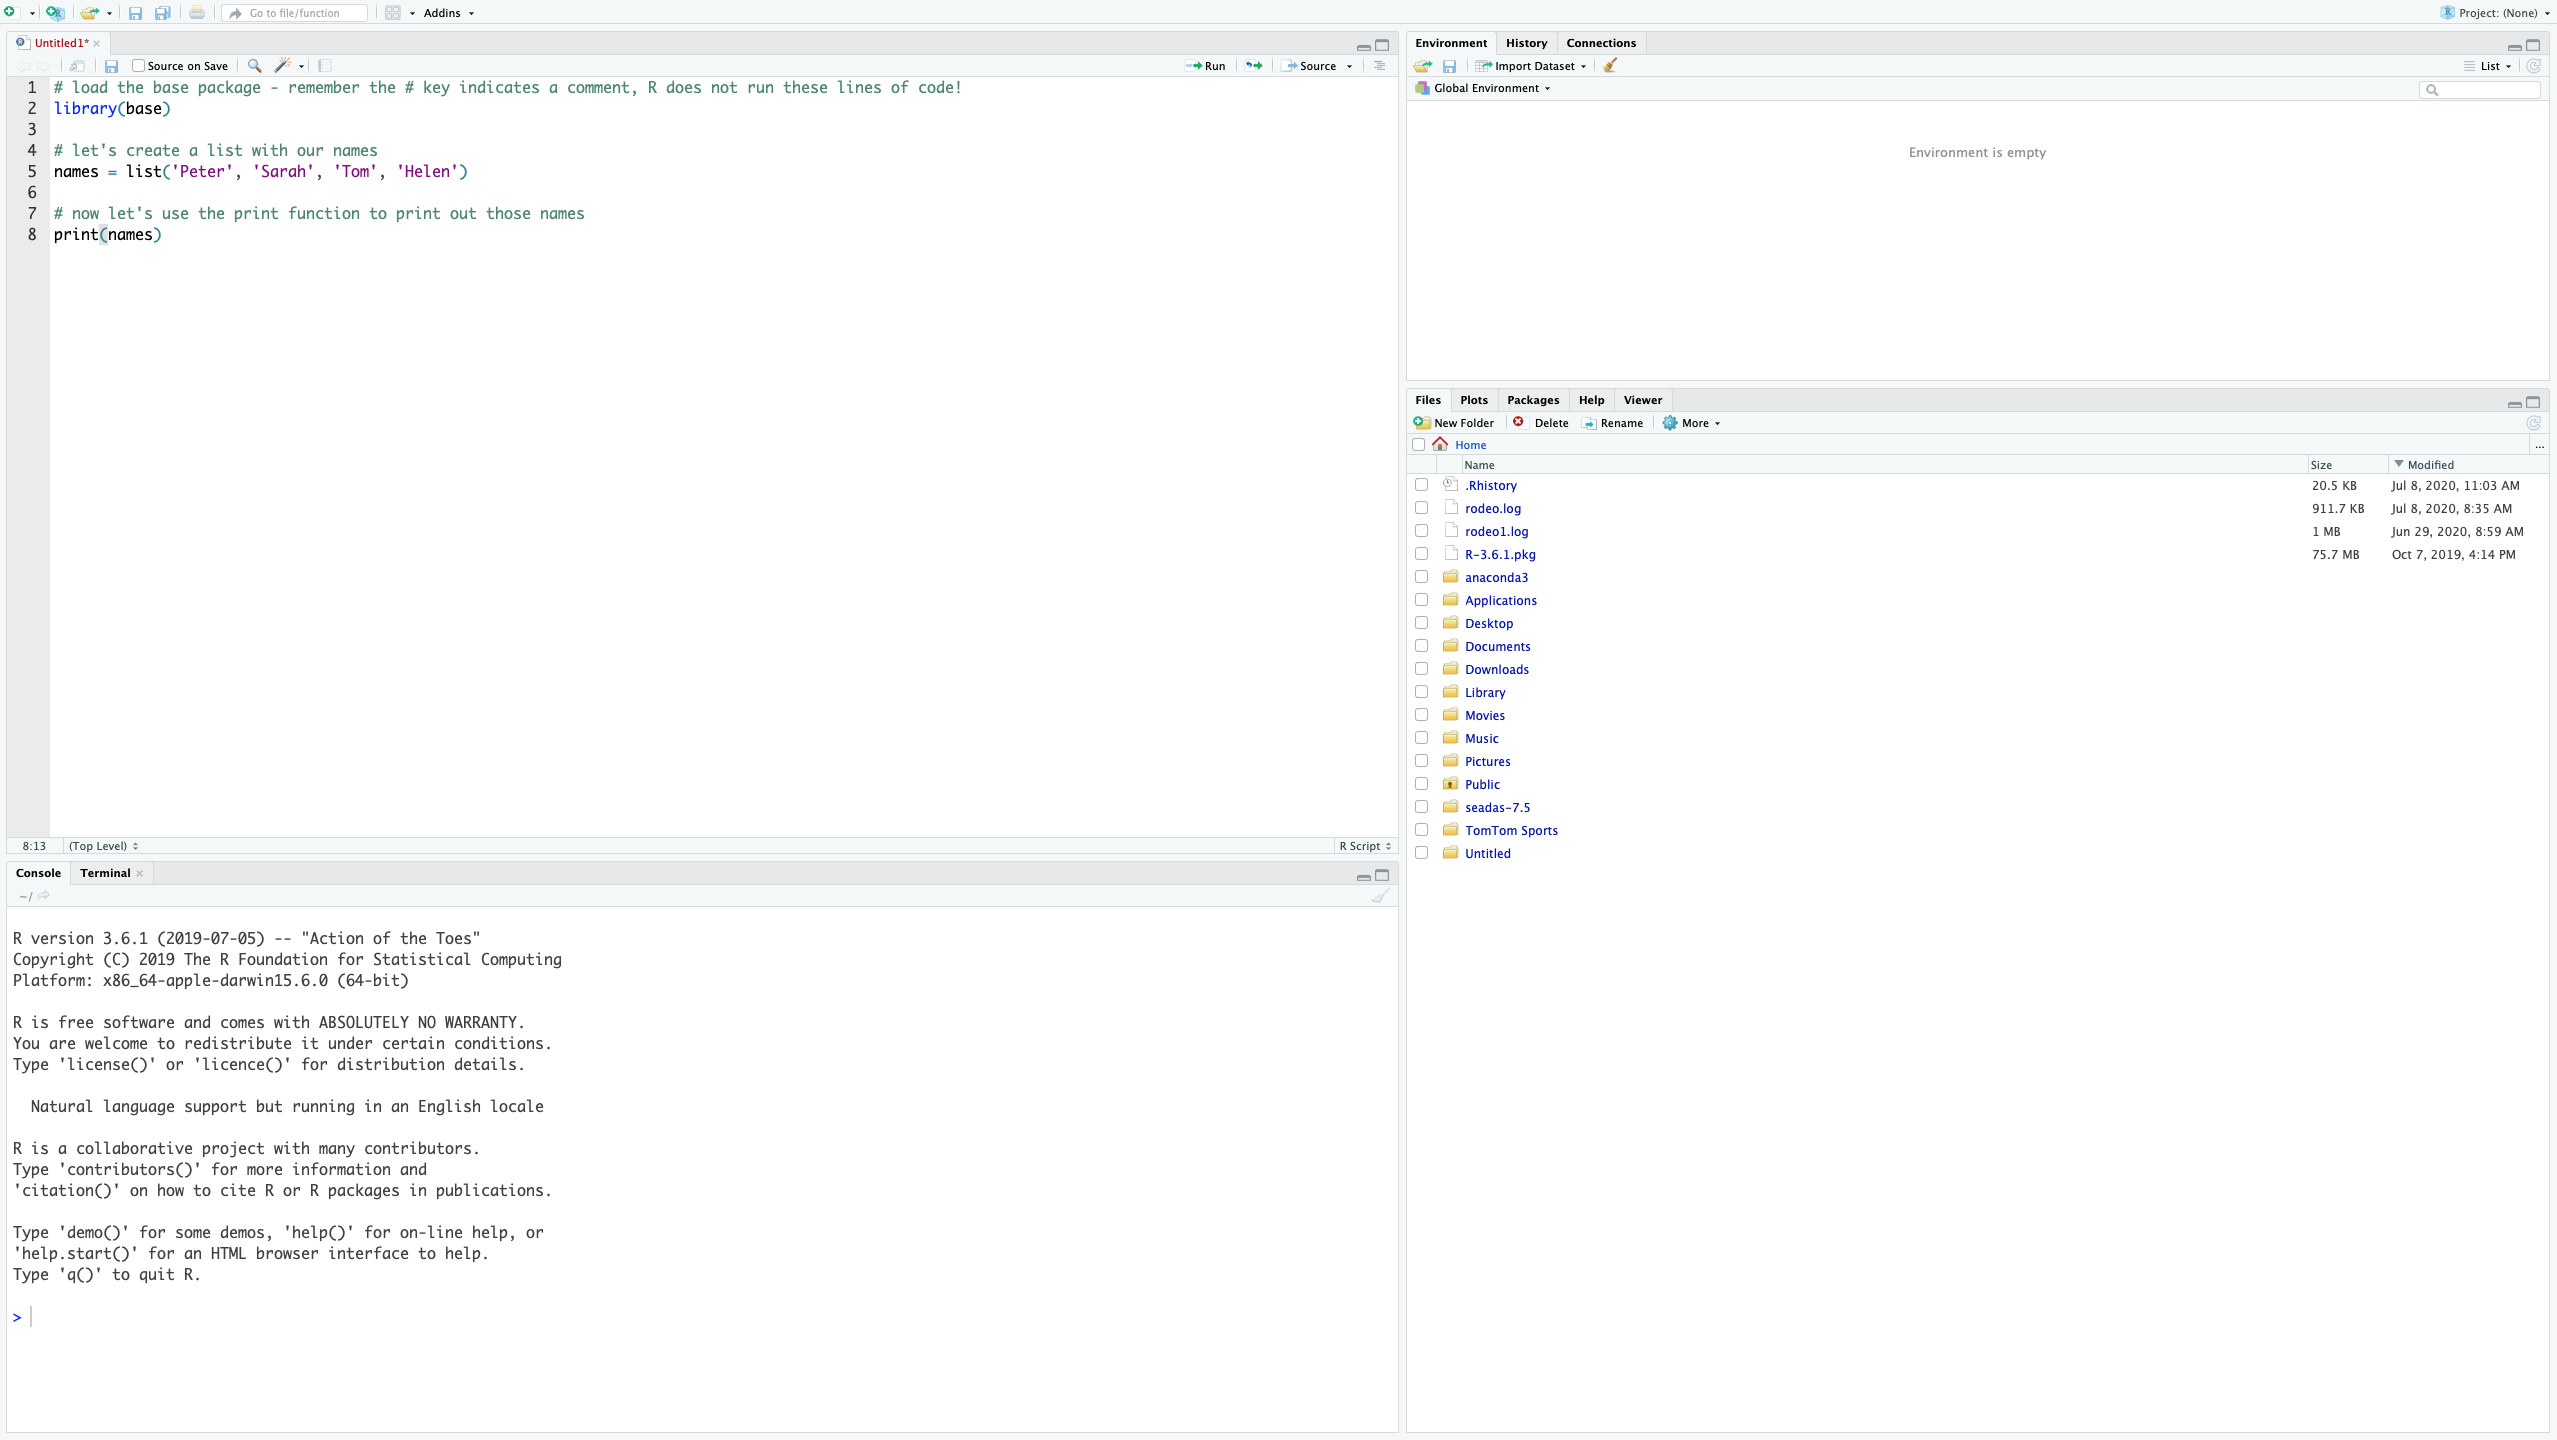 Go to file/function
Addins
Project: (None)
Untitled1*
Source on Save
Run
Source
1 # load the base package - remember the # key indicates a comment, R does not run these lines of code!
2 library(base)
3
4 # let's create a list with our names
5 names = list('Peter', 'Sarah', 'Tom', 'Helen')
6
7 # now let's use the print function to print out those names
8 print(names)
8:13 (Top Level) R Script
Console Terminal
~/
R version 3.6.1 (2019-07-05) -- "Action of the Toes"
Copyright (C) 2019 The R Foundation for Statistical Computing
Platform: x86_64-apple-darwin15.6.0 (64-bit)
R is free software and comes with ABSOLUTELY NO WARRANTY.
You are welcome to redistribute it under certain conditions.
Type 'license()' or 'licence()' for distribution details.
Natural language support but running in an English locale
R is a collaborative project with many contributors.
Type 'contributors()' for more information and
'citation()' on how to cite R or R packages in publications.
Type 'demo()' for some demos, 'help()' for on-line help, or
'help.start()' for an HTML browser interface to help.
Type 'q()' to quit R.
>
Environment History Connections
Import Dataset List
Global Environment
Environment is empty
Files Plots Packages Help Viewer
New Folder Delete Rename More
Home ...
Name Size Modified
.Rhistory 20.5 KB Jul 8, 2020, 11:03 AM
rodeo.log 911.7 KB Jul 8, 2020, 8:35 AM
rodeo1.log 1 MB Jun 29, 2020, 8:59 AM
R-3.6.1.pkg 75.7 MB Oct 7, 2019, 4:14 PM
anaconda3
Applications
Desktop
Documents
Downloads
Library
Movies
Music
Pictures
Public
seadas-7.5
TomTom Sports
Untitled